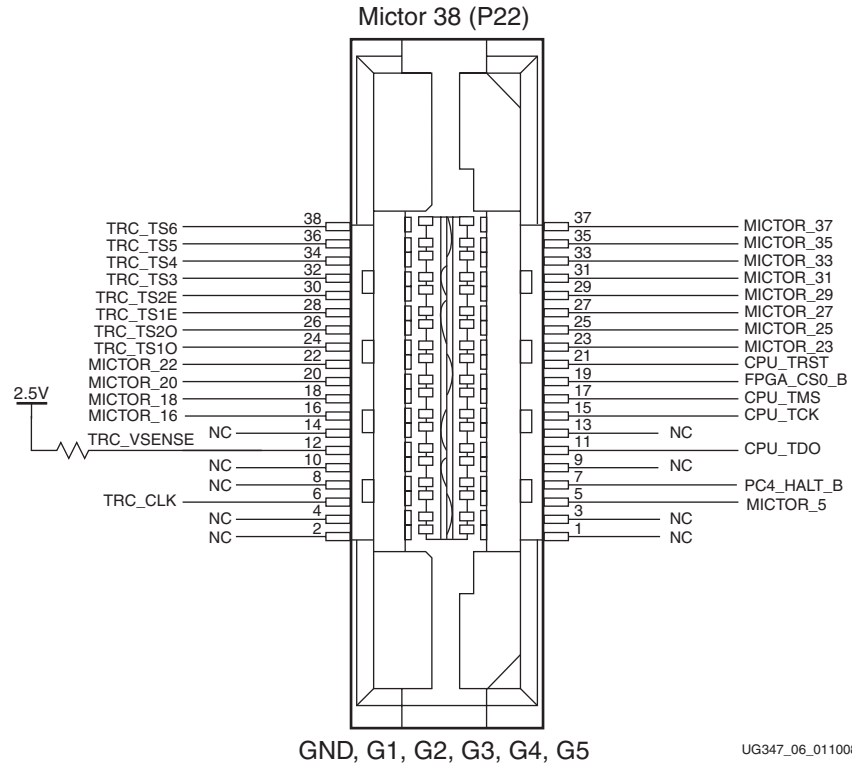 Mictor 38 (P22)
TRC_TS6 38 37 MICTOR_37
TRC_TS5 36 35 MICTOR_35
TRC_TS4 34 33 MICTOR_33
TRC_TS3 32 31 MICTOR_31
TRC_TS2E 30 29 MICTOR_29
TRC_TS1E 28 27 MICTOR_27
TRC_TS2O 26 25 MICTOR_25
TRC_TS1O 24 23 MICTOR_23
MICTOR_22 22 21 CPU_TRST
MICTOR_20 20 19 FPGA_CS0_B
MICTOR_18 18 17 CPU_TMS
MICTOR_16 16 15 CPU_TCK
NC 14 13 NC
2.5V TRC_VSENSE 12 11 CPU_TDO
NC 10 9 NC
NC 8 7 PC4_HALT_B
TRC_CLK 6 5 MICTOR_5
NC 4 3 NC
NC 2 1 NC
GND, G1, G2, G3, G4, G5
UG347_06_011008